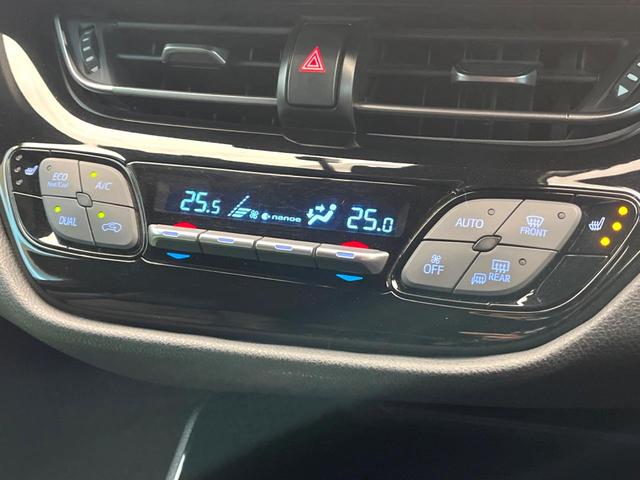 ECO
Heat/Cool
A/C
DUAL
25.5
nanoe
25.0
AUTO
FRONT
OFF
REAR